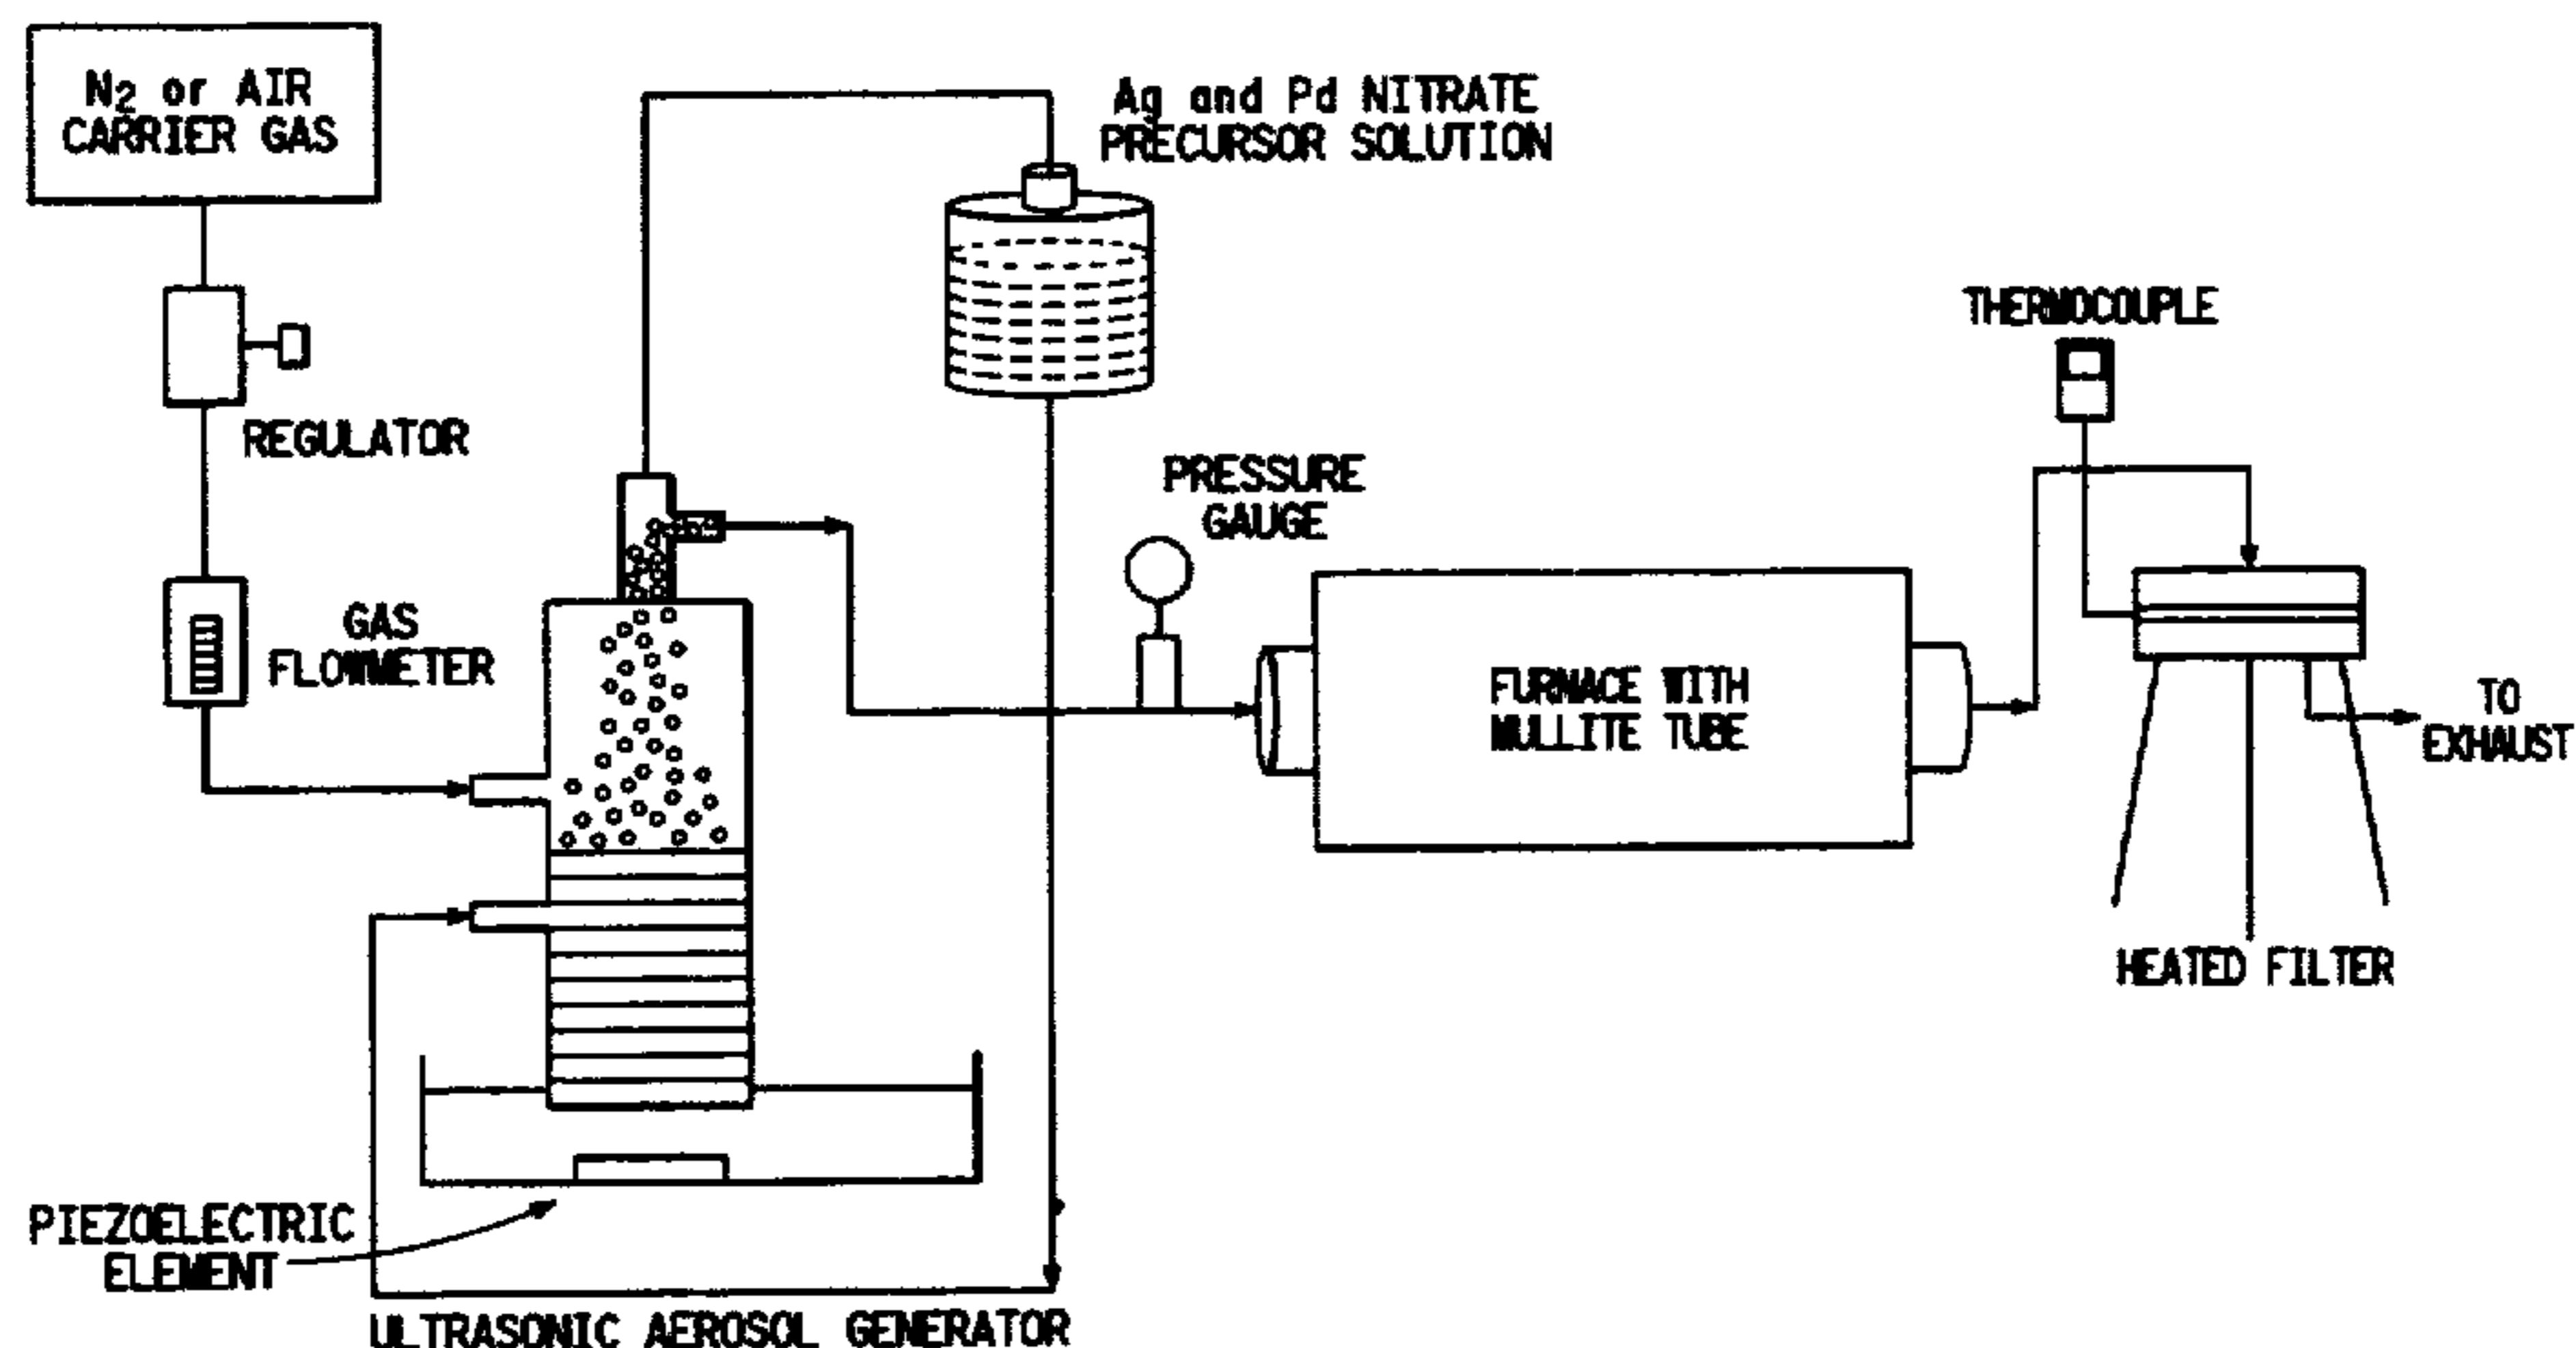 N2 or AIR
CARRIER GAS
Ag and Pd NITRATE
PRECURSOR SOLUTION
THERMOCOUPLE
REGULATOR
PRESSURE
GAUGE
GAS
FLOWMETER
FURNACE WITH
MULLITE TUBE
TO
EXHAUST
HEATED FILTER
PIEZOELECTRIC
ELEMENT
ULTRASONIC AEROSOL GENERATOR